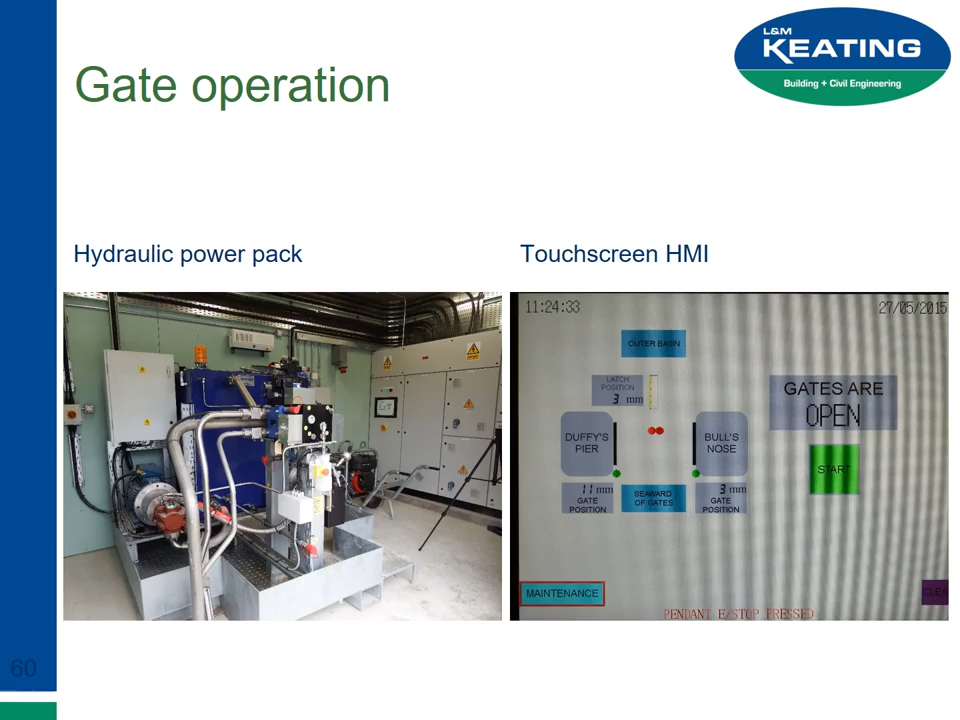 L&M
KEATING
Building + Civil Engineering
Gate operation
Hydraulic power pack
Touchscreen HMI
11:24:33
27/05/2015
OUTER BASIN
LATCH
POSITION
3 mm
GATES ARE
OPEN
DUFFY'S
PIER
BULL'S
NOSE
START
11 mm
GATE
POSITION
SEAWARD
OF GATES
3 mm
GATE
POSITION
MAINTENANCE
PENDANT E/STOP PRESSED
60